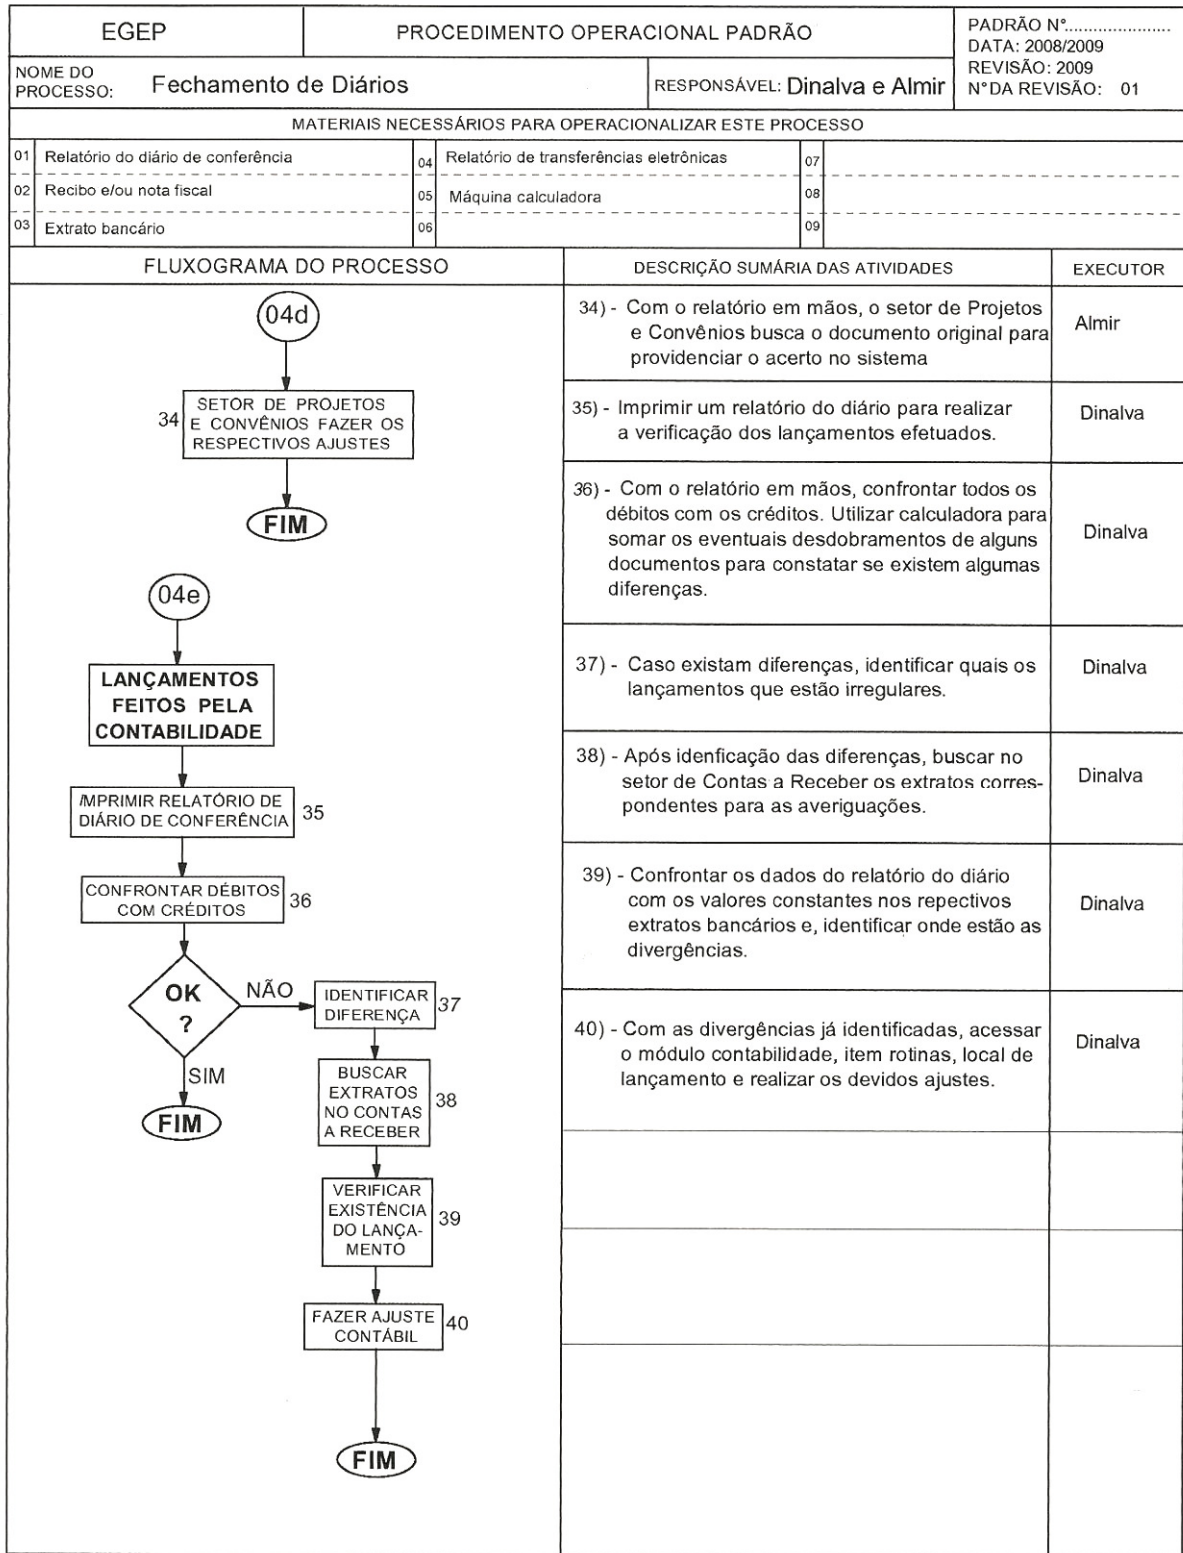 EGEP
PROCEDIMENTO OPERACIONAL PADRÃO
PADRÃO N°......................
DATA: 2008/2009
REVISÃO: 2009
N°DA REVISÃO: 01
NOME DO
PROCESSO:
Fechamento de Diários
RESPONSÁVEL: Dinalva e Almir
MATERIAIS NECESSÁRIOS PARA OPERACIONALIZAR ESTE PROCESSO
01 Relatório do diário de conferência
04 Relatório de transferências eletrônicas
07
02 Recibo e/ou nota fiscal
05 Máquina calculadora
08
03 Extrato bancário
06
09
FLUXOGRAMA DO PROCESSO
04d
34
SETOR DE PROJETOS
E CONVÊNIOS FAZER OS
RESPECTIVOS AJUSTES
FIM
04e
LANÇAMENTOS
FEITOS PELA
CONTABILIDADE
IMPRIMIR RELATÓRIO DE
DIÁRIO DE CONFERÊNCIA
35
CONFRONTAR DÉBITOS
COM CRÉDITOS
36
OK
?
NÃO
SIM
FIM
IDENTIFICAR
DIFERENÇA
37
BUSCAR
EXTRATOS
NO CONTAS
A RECEBER
38
VERIFICAR
EXISTÊNCIA
DO LANÇA-
MENTO
39
FAZER AJUSTE
CONTÁBIL
40
FIM
DESCRIÇÃO SUMÁRIA DAS ATIVIDADES
EXECUTOR
34) - Com o relatório em mãos, o setor de Projetos
e Convênios busca o documento original para
providenciar o acerto no sistema
Almir
35) - Imprimir um relatório do diário para realizar
a verificação dos lançamentos efetuados.
Dinalva
36) - Com o relatório em mãos, confrontar todos os
débitos com os créditos. Utilizar calculadora para
somar os eventuais desdobramentos de alguns
documentos para constatar se existem algumas
diferenças.
Dinalva
37) - Caso existam diferenças, identificar quais os
lançamentos que estão irregulares.
Dinalva
38) - Após idenficação das diferenças, buscar no
setor de Contas a Receber os extratos corres-
pondentes para as averiguações.
Dinalva
39) - Confrontar os dados do relatório do diário
com os valores constantes nos repectivos
extratos bancários e, identificar onde estão as
divergências.
Dinalva
40) - Com as divergências já identificadas, acessar
o módulo contabilidade, item rotinas, local de
lançamento e realizar os devidos ajustes.
Dinalva